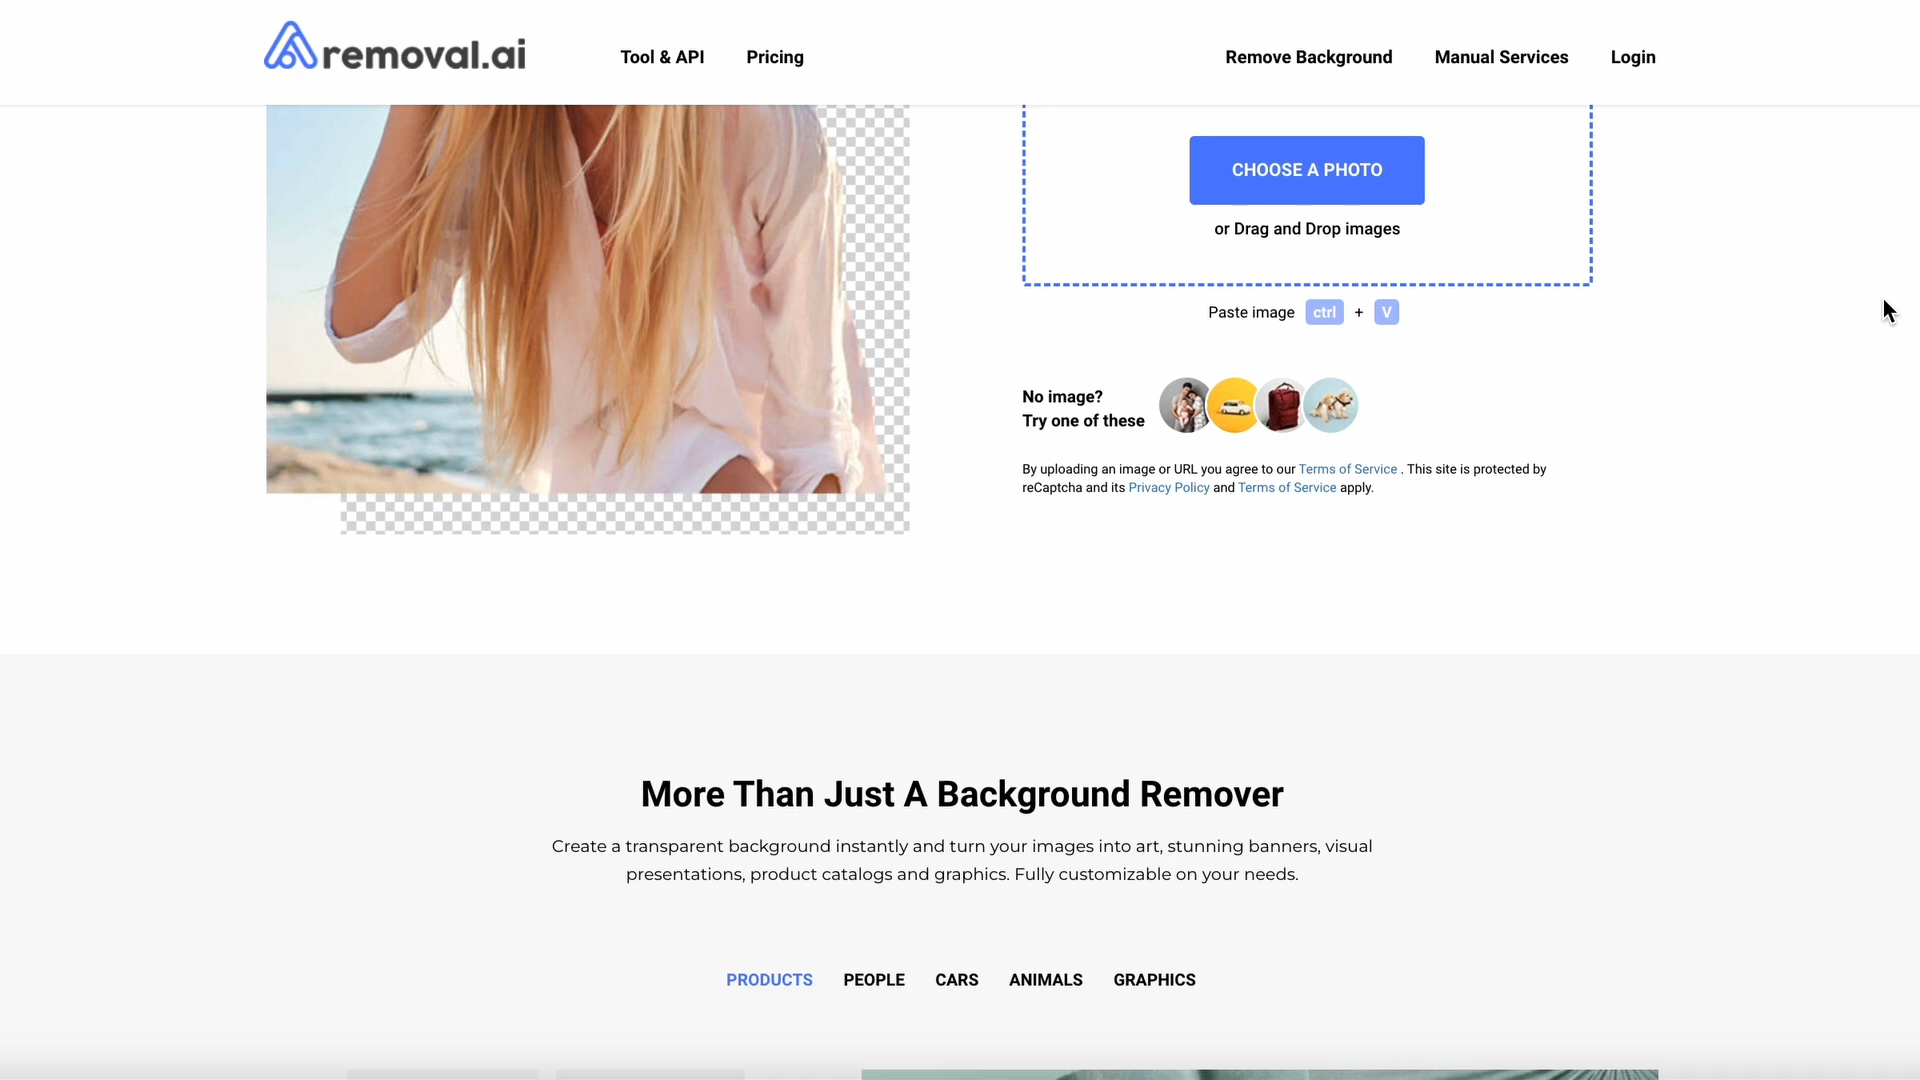 removal.ai
Tool & API
Pricing
Remove Background
Manual Services
Login
CHOOSE A PHOTO
or Drag and Drop images
Paste image ctrl + V
No image?
Try one of these
By uploading an image or URL you agree to our Terms of Service . This site is protected by
reCaptcha and its Privacy Policy and Terms of Service apply.
More Than Just A Background Remover
Create a transparent background instantly and turn your images into art, stunning banners, visual
presentations, product catalogs and graphics. Fully customizable on your needs.
PRODUCTS
PEOPLE
CARS
ANIMALS
GRAPHICS